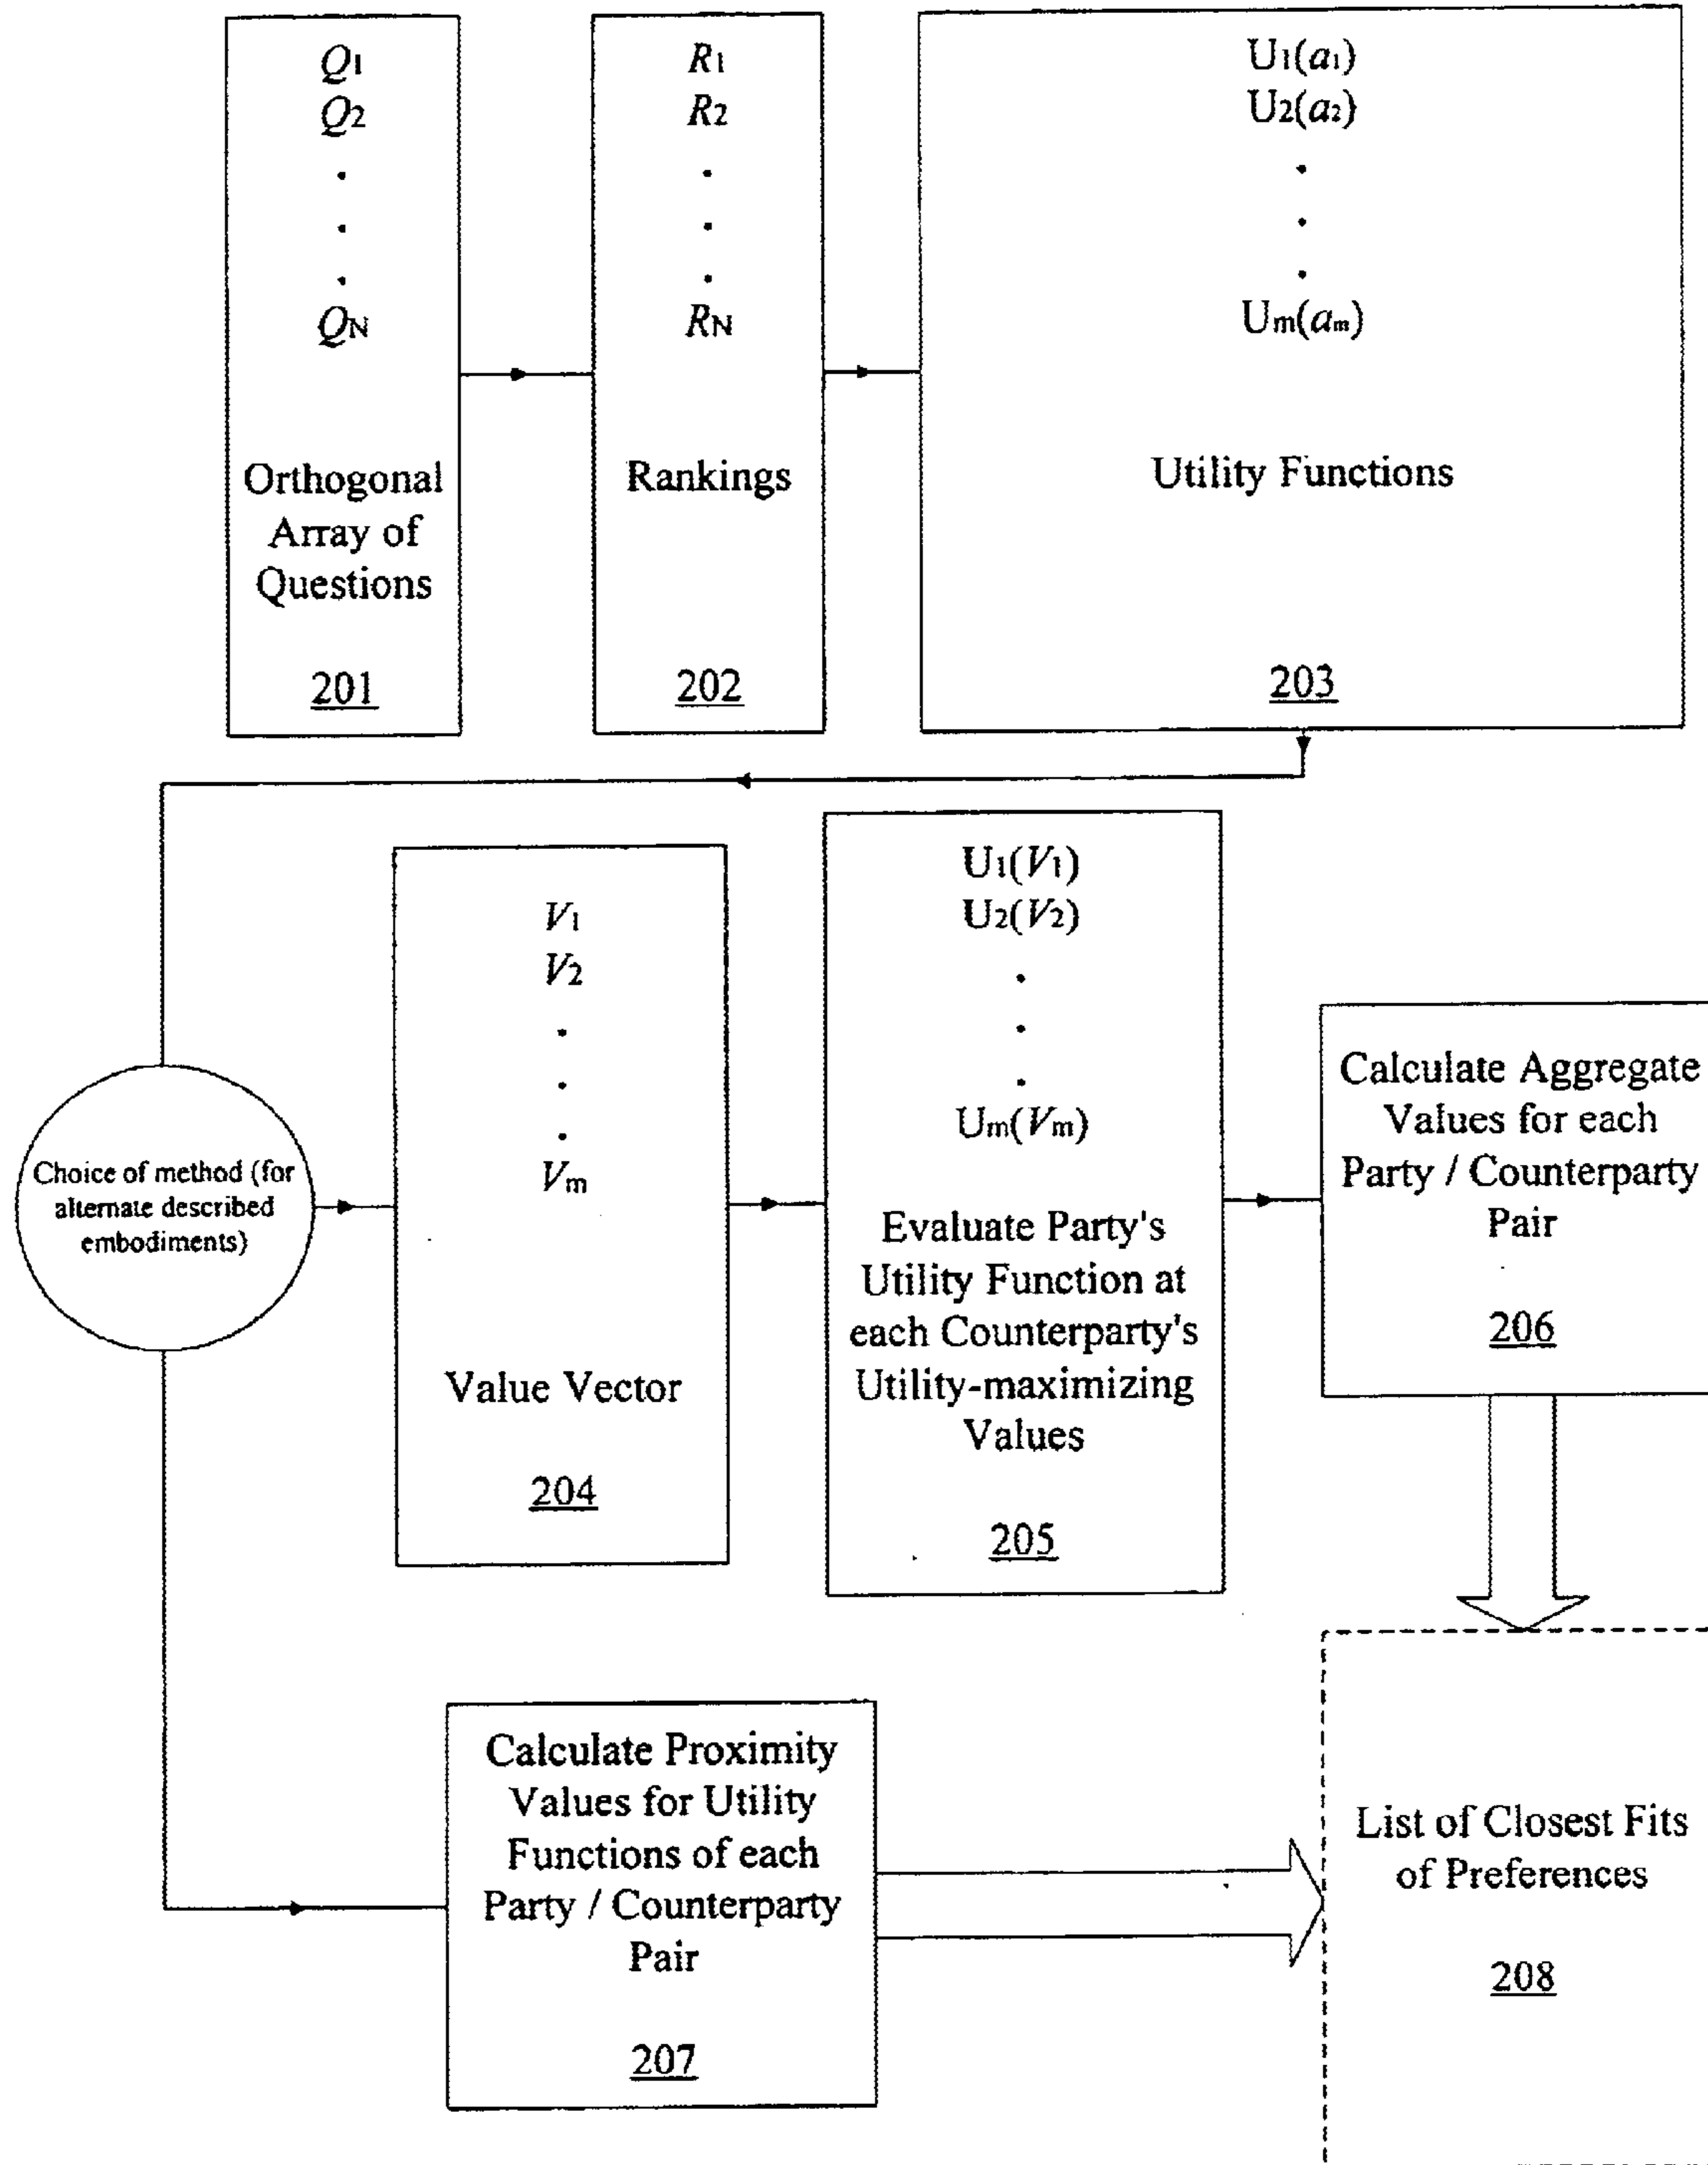 Q1
Q2
.
.
.
QN
Orthogonal
Array of
Questions
201
R1
R2
.
.
.
RN
Rankings
202
U1(a1)
U2(a2)
.
.
.
Um(am)
Utility Functions
203
Choice of method (for
alternate described
embodiments)
V1
V2
.
.
.
Vm
Value Vector
204
U1(V1)
U2(V2)
.
.
.
Um(Vm)
Evaluate Party's
Utility Function at
each Counterparty's
Utility-maximizing
Values
205
Calculate Aggregate
Values for each
Party / Counterparty
Pair
206
Calculate Proximity
Values for Utility
Functions of each
Party / Counterparty
Pair
207
List of Closest Fits
of Preferences
208